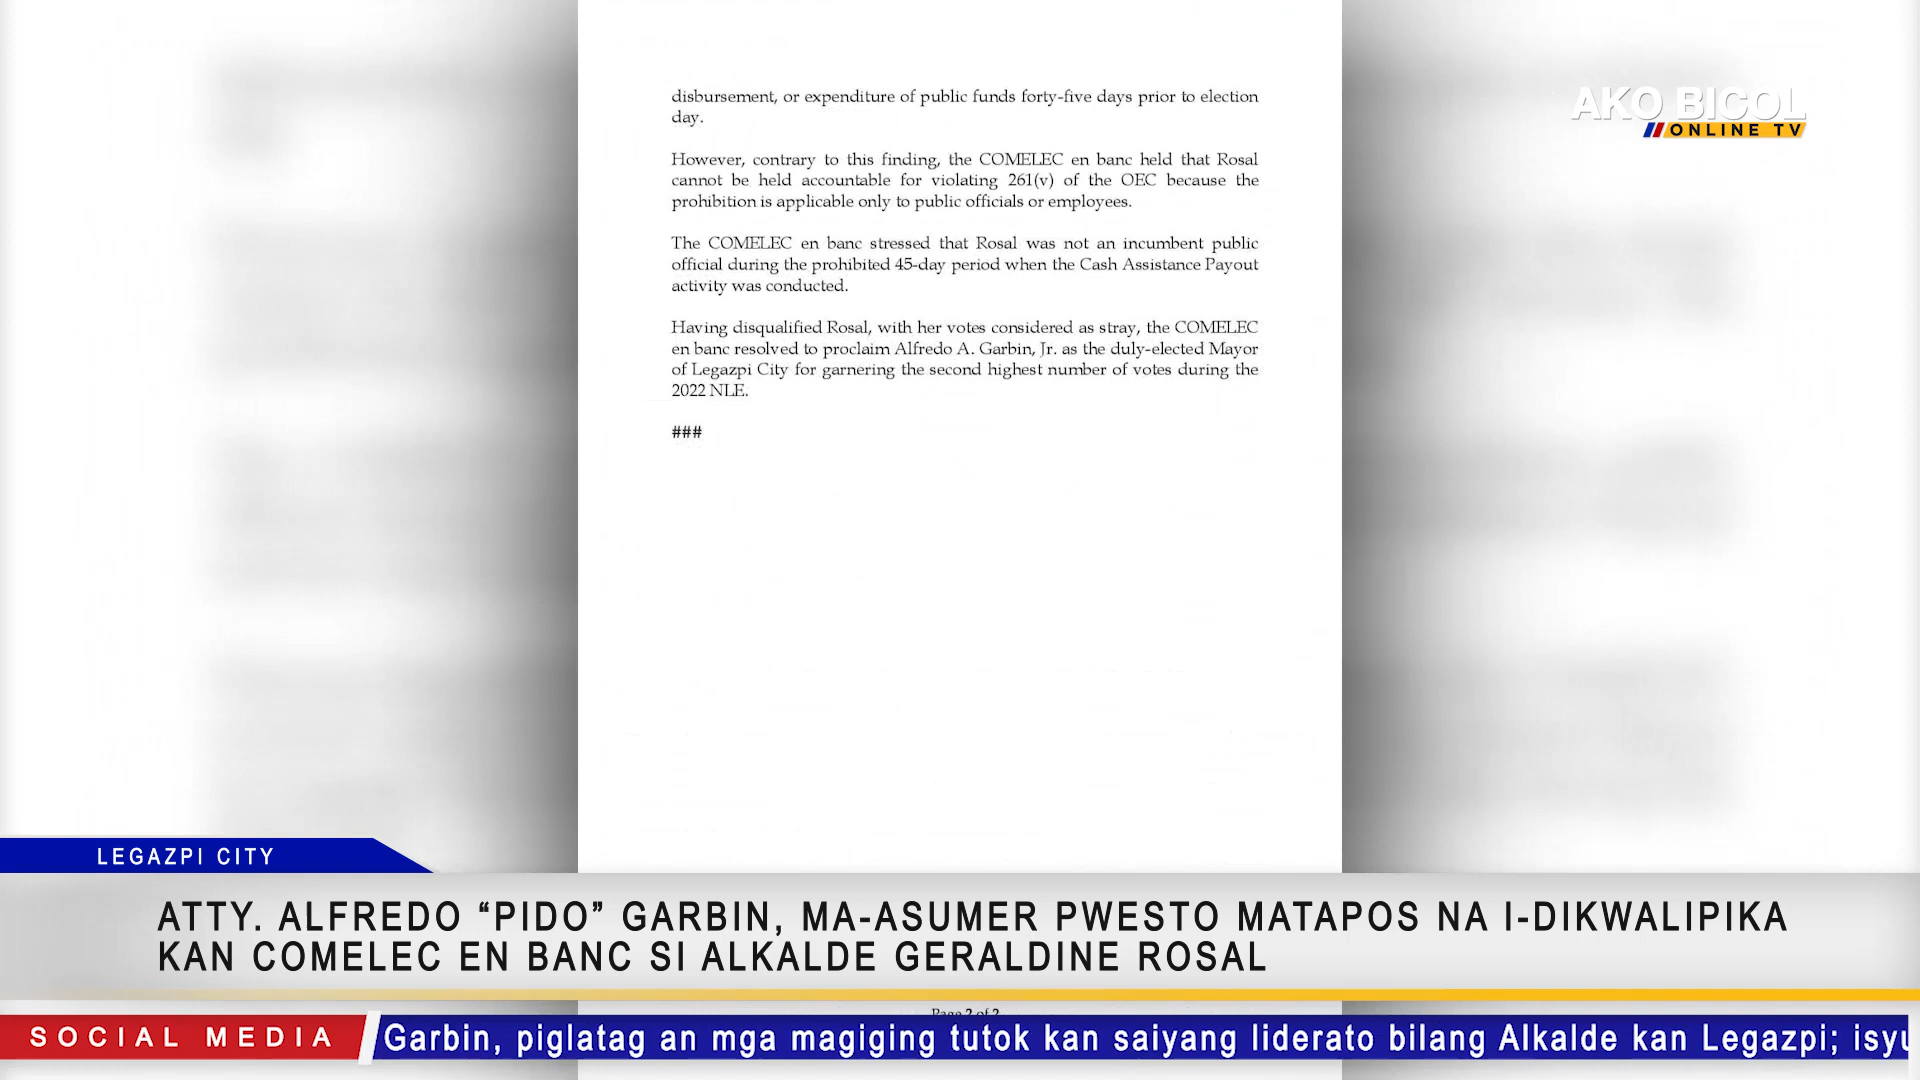 disbursement, or expenditure of public funds forty-five days prior to election
day.
However, contrary to this finding, the COMELEC en banc held that Rosal
cannot be held accountable for violating 261(v) of the OEC because the
prohibition is applicable only to public officials or employees.
The COMELEC en banc stressed that Rosal was not an incumbent public
official during the prohibited 45-day period when the Cash Assistance Payout
activity was conducted.
Having disqualified Rosal, with her votes considered as stray, the COMELEC
en banc resolved to proclaim Alfredo A. Garbin, Jr. as the duly-elected Mayor
of Legazpi City for garnering the second highest number of votes during the
2022 NLE.
###
AKO BICOL
ONLINE TV
LEGAZPI CITY
ATTY. ALFREDO “PIDO” GARBIN, MA-ASUMER PWESTO MATAPOS NA I-DIKWALIPIKA
KAN COMELEC EN BANC SI ALKALDE GERALDINE ROSAL
Page 2 of 2
SOCIAL MEDIA
Garbin, piglatag an mga magiging tutok kan saiyang liderato bilang Alkalde kan Legazpi;